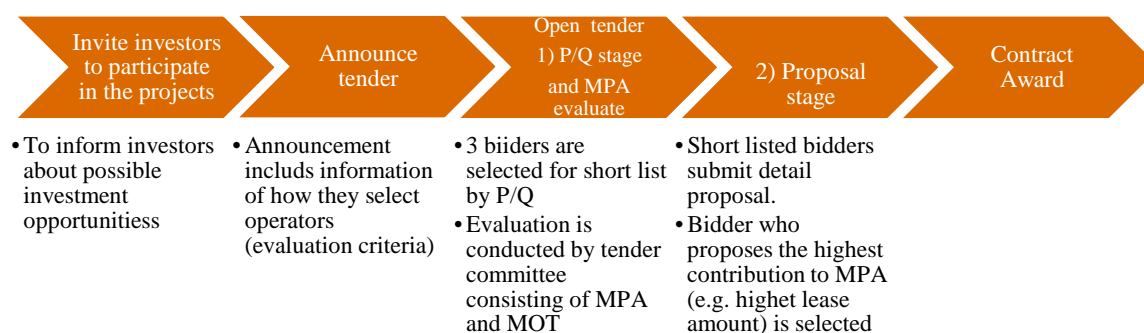 Invite investors
to participate
in the projects
Announce
tender
Open tender
1) P/Q stage
and MPA
evaluate
2) Proposal
stage
Contract
Award
• To inform investors
about possible
investment
opportunitiess
• Announcement
includs information
of how they select
operators
(evaluation criteria)
• 3 biiders are
selected for short list
by P/Q
• Evaluation is
conducted by tender
committee
consisting of MPA
and MOT
• Short listed bidders
submit detail
proposal.
• Bidder who
proposes the highest
contribution to MPA
(e.g. highet lease
amount) is selected